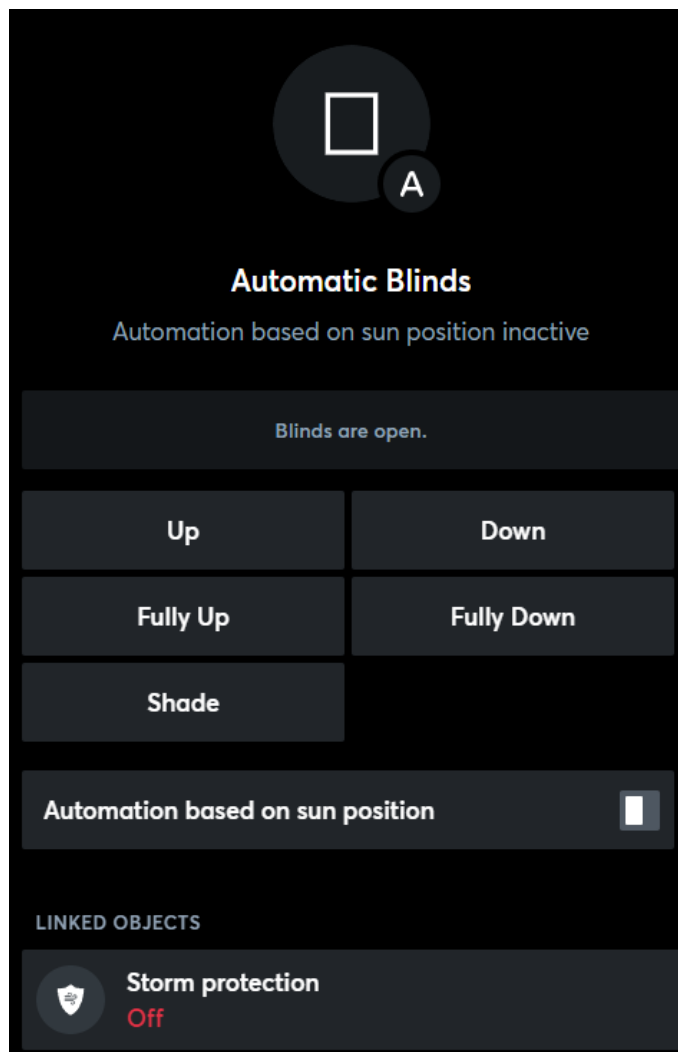 A
Automatic Blinds
Automation based on sun position inactive
Blinds are open.
Up
Down
Fully Up
Fully Down
Shade
Automation based on sun position
LINKED OBJECTS
Storm protection
Off